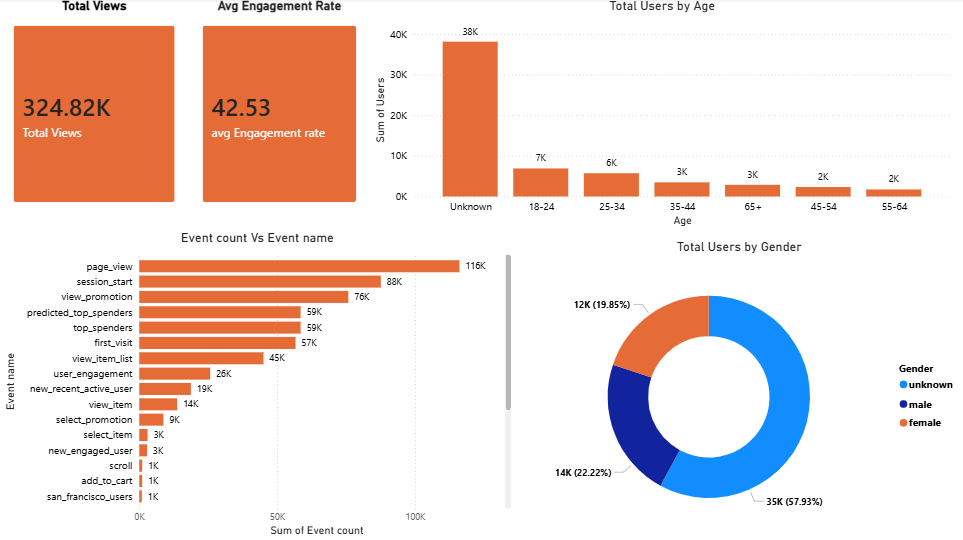 Total Views
324.82K
Total Views
Avg Engagement Rate
42.53
avg Engagement rate
Total Users by Age
Sum of Users
40K
30K
20K
10K
0K
38K
7K
6K
3K
3K
2K
2K
Unknown
18-24
25-34
35-44
65+
45-54
55-64
Age
Event count Vs Event name
Event name
page_view 116K
session_start 88K
view_promotion 76K
predicted_top_spenders 59K
top_spenders 59K
first_visit 57K
view_item_list 45K
user_engagement 26K
new_recent_active_user 19K
view_item 14K
select_promotion 9K
select_item 3K
new_engaged_user 3K
scroll 1K
add_to_cart 1K
san_francisco_users 1K
0K
50K
100K
Sum of Event count
Total Users by Gender
12K (19.85%)
14K (22.22%)
35K (57.93%)
Gender
unknown
male
female